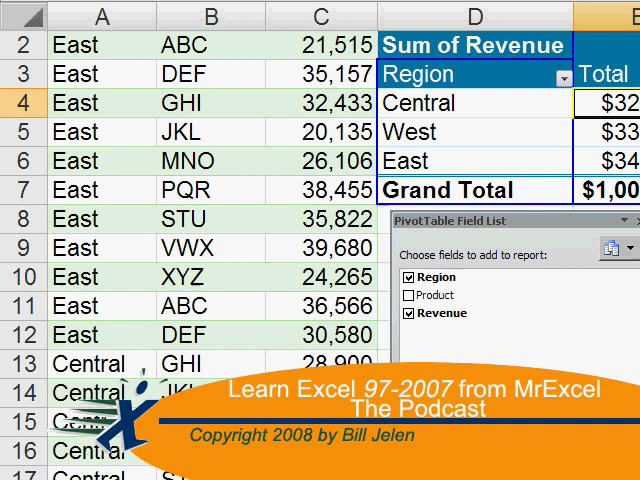 A B C D E
2 East ABC 21,515 Sum of Revenue
3 East DEF 35,157 Region Total
4 East GHI 32,433 Central $32
5 East JKL 20,135 West $33
6 East MNO 26,106 East $34
7 East PQR 38,455 Grand Total $1,00
8 East STU 35,822
PivotTable Field List
9 East VWX 39,680
Choose fields to add to report:
10 East XYZ 24,265
Region
Product
11 East ABC 36,566
Revenue
12 East DEF 30,580
13 Central GHI 28,900
14 Central JK
Learn Excel 97-2007 from MrExcel
The Podcast
15 Central
Copyright 2008 by Bill Jelen
16 Central
17 Central ST